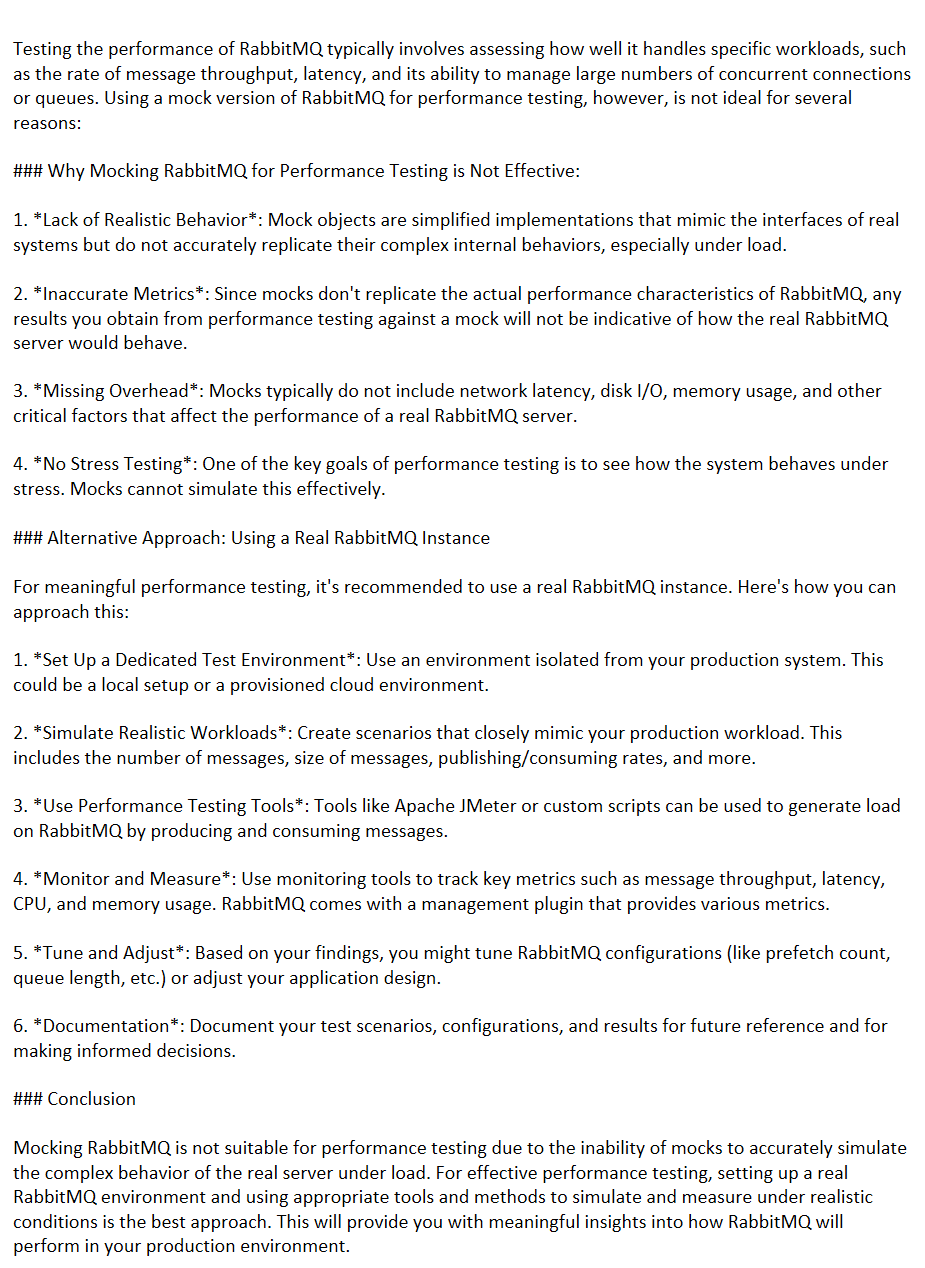 Testing the performance of RabbitMQ typically involves assessing how well it handles specific workloads, such
as the rate of message throughput, latency, and its ability to manage large numbers of concurrent connections
or queues. Using a mock version of RabbitMQ for performance testing, however, is not ideal for several
reasons:
### Why Mocking RabbitMQ for Performance Testing is Not Effective:
1. *Lack of Realistic Behavior*: Mock objects are simplified implementations that mimic the interfaces of real
systems but do not accurately replicate their complex internal behaviors, especially under load.
2. *Inaccurate Metrics*: Since mocks don't replicate the actual performance characteristics of RabbitMQ, any
results you obtain from performance testing against a mock will not be indicative of how the real RabbitMQ
server would behave.
3. *Missing Overhead*: Mocks typically do not include network latency, disk I/O, memory usage, and other
critical factors that affect the performance of a real RabbitMQ server.
4. *No Stress Testing*: One of the key goals of performance testing is to see how the system behaves under
stress. Mocks cannot simulate this effectively.
### Alternative Approach: Using a Real RabbitMQ Instance
For meaningful performance testing, it's recommended to use a real RabbitMQ instance. Here's how you can
approach this:
1. *Set Up a Dedicated Test Environment*: Use an environment isolated from your production system. This
could be a local setup or a provisioned cloud environment.
2. *Simulate Realistic Workloads*: Create scenarios that closely mimic your production workload. This
includes the number of messages, size of messages, publishing/consuming rates, and more.
3. *Use Performance Testing Tools*: Tools like Apache JMeter or custom scripts can be used to generate load
on RabbitMQ by producing and consuming messages.
4. *Monitor and Measure*: Use monitoring tools to track key metrics such as message throughput, latency,
CPU, and memory usage. RabbitMQ comes with a management plugin that provides various metrics.
5. *Tune and Adjust*: Based on your findings, you might tune RabbitMQ configurations (like prefetch count,
queue length, etc.) or adjust your application design.
6. *Documentation*: Document your test scenarios, configurations, and results for future reference and for
making informed decisions.
### Conclusion
Mocking RabbitMQ is not suitable for performance testing due to the inability of mocks to accurately simulate
the complex behavior of the real server under load. For effective performance testing, setting up a real
RabbitMQ environment and using appropriate tools and methods to simulate and measure under realistic
conditions is the best approach. This will provide you with meaningful insights into how RabbitMQ will
perform in your production environment.